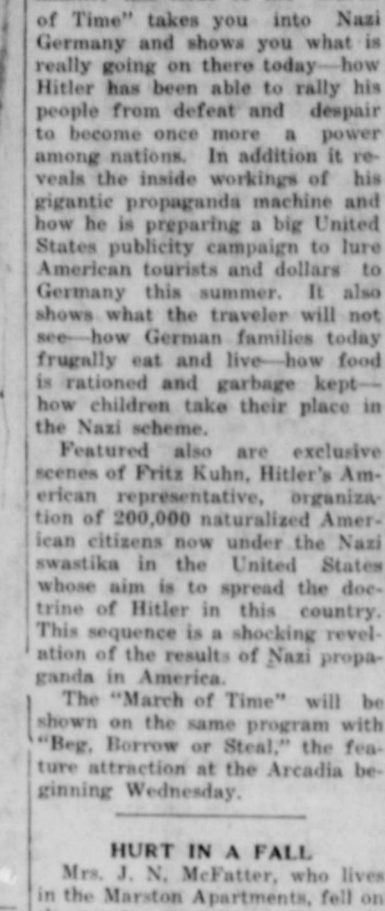 of Time" takes you into Nazi
Germany and shows you what is
really going on there today—how
Hitler has been able to rally his
people from defeat and despair
to become once more a power
among nations. In addition it re-
veals the inside workings of his
gigantic propaganda machine and
how he is preparing a big United
States publicity campaign to lure
American tourists and dollars to
Germany this summer. It also
shows what the traveler will not
see—how German families today
frugally eat and live—how food
is rationed and garbage kept—
how children take their place in
the Nazi scheme.
Featured also are exclusive
scenes of Fritz Kuhn, Hitler's Am-
erican representative, organiza-
tion of 200,000 naturalized Amer-
ican citizens now under the Nazi
swastika in the United States
whose aim is to spread the doc-
trine of Hitler in this country.
This sequence is a shocking revel-
ation of the results of Nazi propa-
ganda in America.
The "March of Time" will be
shown on the same program with
"Beg, Borrow or Steal," the fea-
ture attraction at the Arcadia be-
ginning Wednesday.
HURT IN A FALL
Mrs. J. N. McFatter, who lives
in the Marston Apartments, fell on